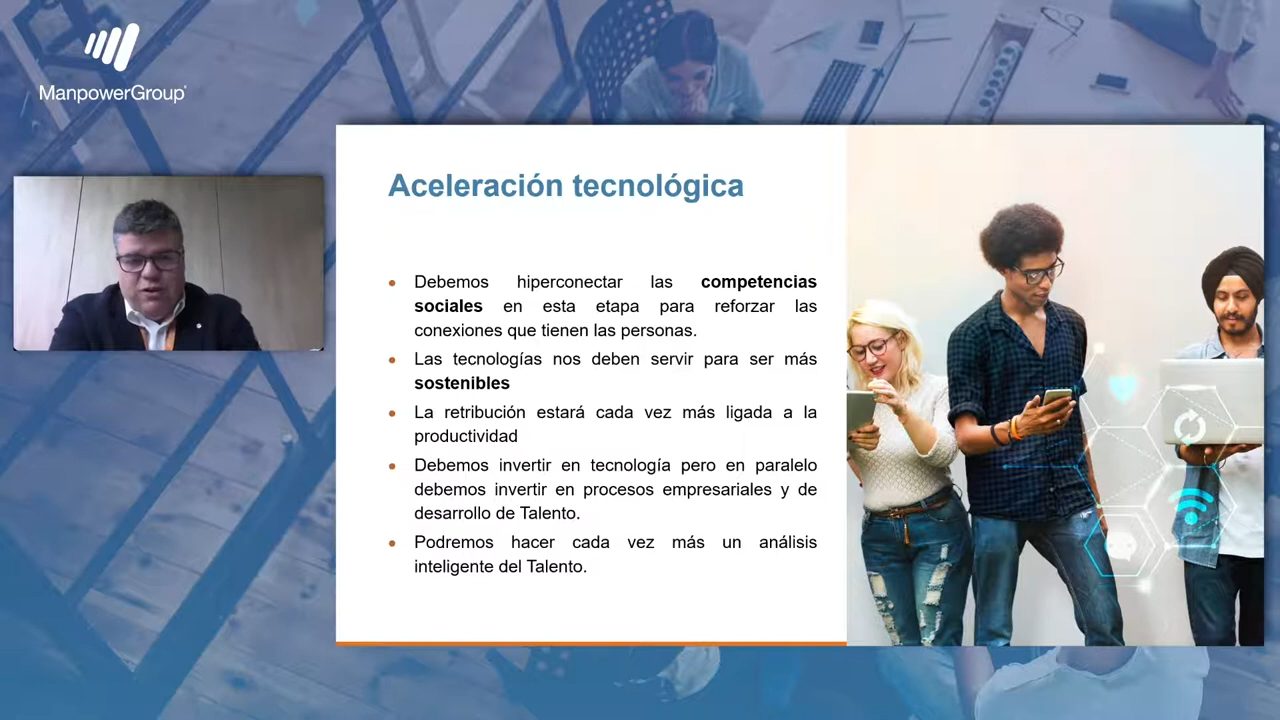 ManpowerGroup
Aceleración tecnológica
• Debemos hiperconectar las competencias
sociales en esta etapa para reforzar las
conexiones que tienen las personas.
• Las tecnologías nos deben servir para ser más
sostenibles
• La retribución estará cada vez más ligada a la
productividad
• Debemos invertir en tecnología pero en paralelo
debemos invertir en procesos empresariales y de
desarrollo de Talento.
• Podremos hacer cada vez más un análisis
inteligente del Talento.